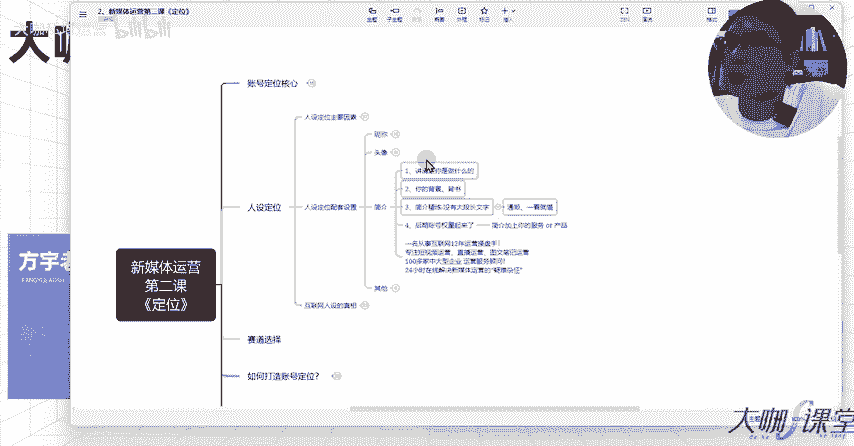 2、新媒体运营第二课《定位》
主题
子主题
概要
外框
标记
插入
格式
大咖
账号定位核心
人设定位主要因素
昵称
头像
1、讲清楚你是做什么的
2、你的背景、背书
人设定位
人设定位配套设置
简介
3、简介精练-没有大段长文字
通俗、一看就懂
4、后期账号权重起来了
简介加上你的服务 or 产品
一名从事互联网12年运营操盘手!
专注短视频运营、直播运营、图文笔记运营
100多家中大型企业 运营服务顾问!
24小时在线解决新媒体运营的“疑难杂症”
其他
互联网人设的真相
新媒体运营
第二课
《定位》
赛道选择
如何打造账号定位?
方宇老
大咖课堂